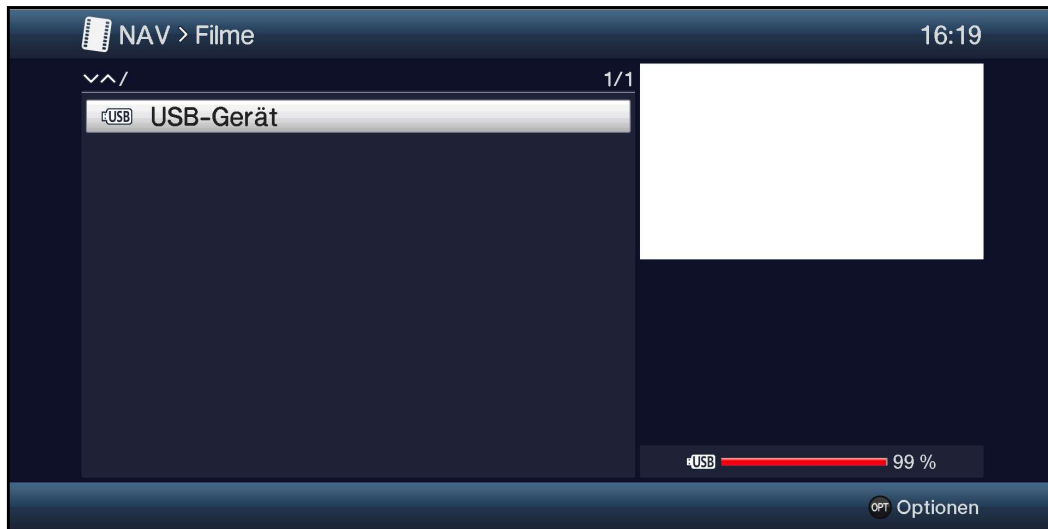 NAV > Filme
16:19
/
1/1
USB USB-Gerät
USB 99 %
OPT Optionen